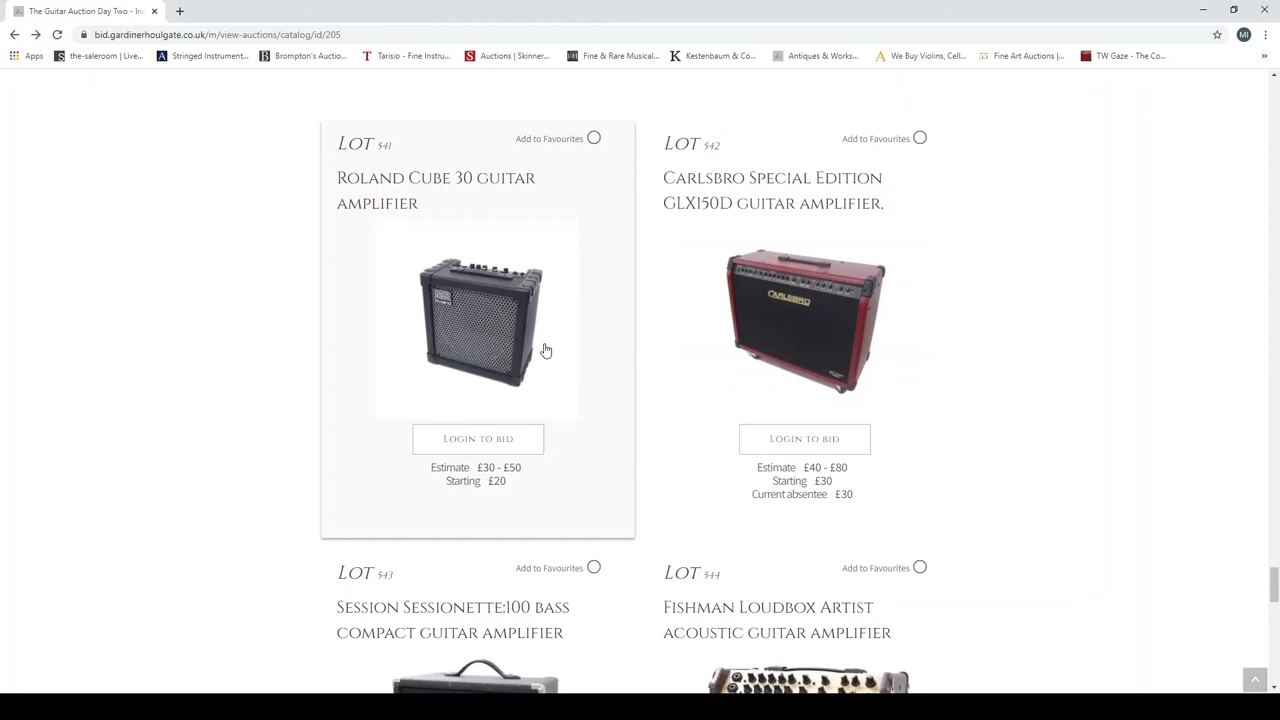 The Guitar Auction Day Two - In
bid.gardinerhoulgate.co.uk/m/view-auctions/catalog/id/205
MI
Apps
the-saleroom | Live...
Stringed Instrument...
Brompton's Auctio...
Tarisio - Fine Instru...
Auctions | Skinner...
Fine & Rare Musical...
Kestenbaum & Co...
Antiques & Works...
We Buy Violins, Cell...
Fine Art Auctions |...
TW Gaze - The Co...
Lot 541
Add to Favourites
Roland Cube 30 guitar
amplifier
Login to bid
Estimate £30 - £50
Starting £20
Lot 542
Add to Favourites
Carlsbro Special Edition
GLX150D guitar amplifier,
CARLSBRO
Login to bid
Estimate £40 - £80
Starting £30
Current absentee £30
Lot 543
Add to Favourites
Session Sessionette:100 bass
compact guitar amplifier
Lot 544
Add to Favourites
Fishman Loudbox Artist
acoustic guitar amplifier